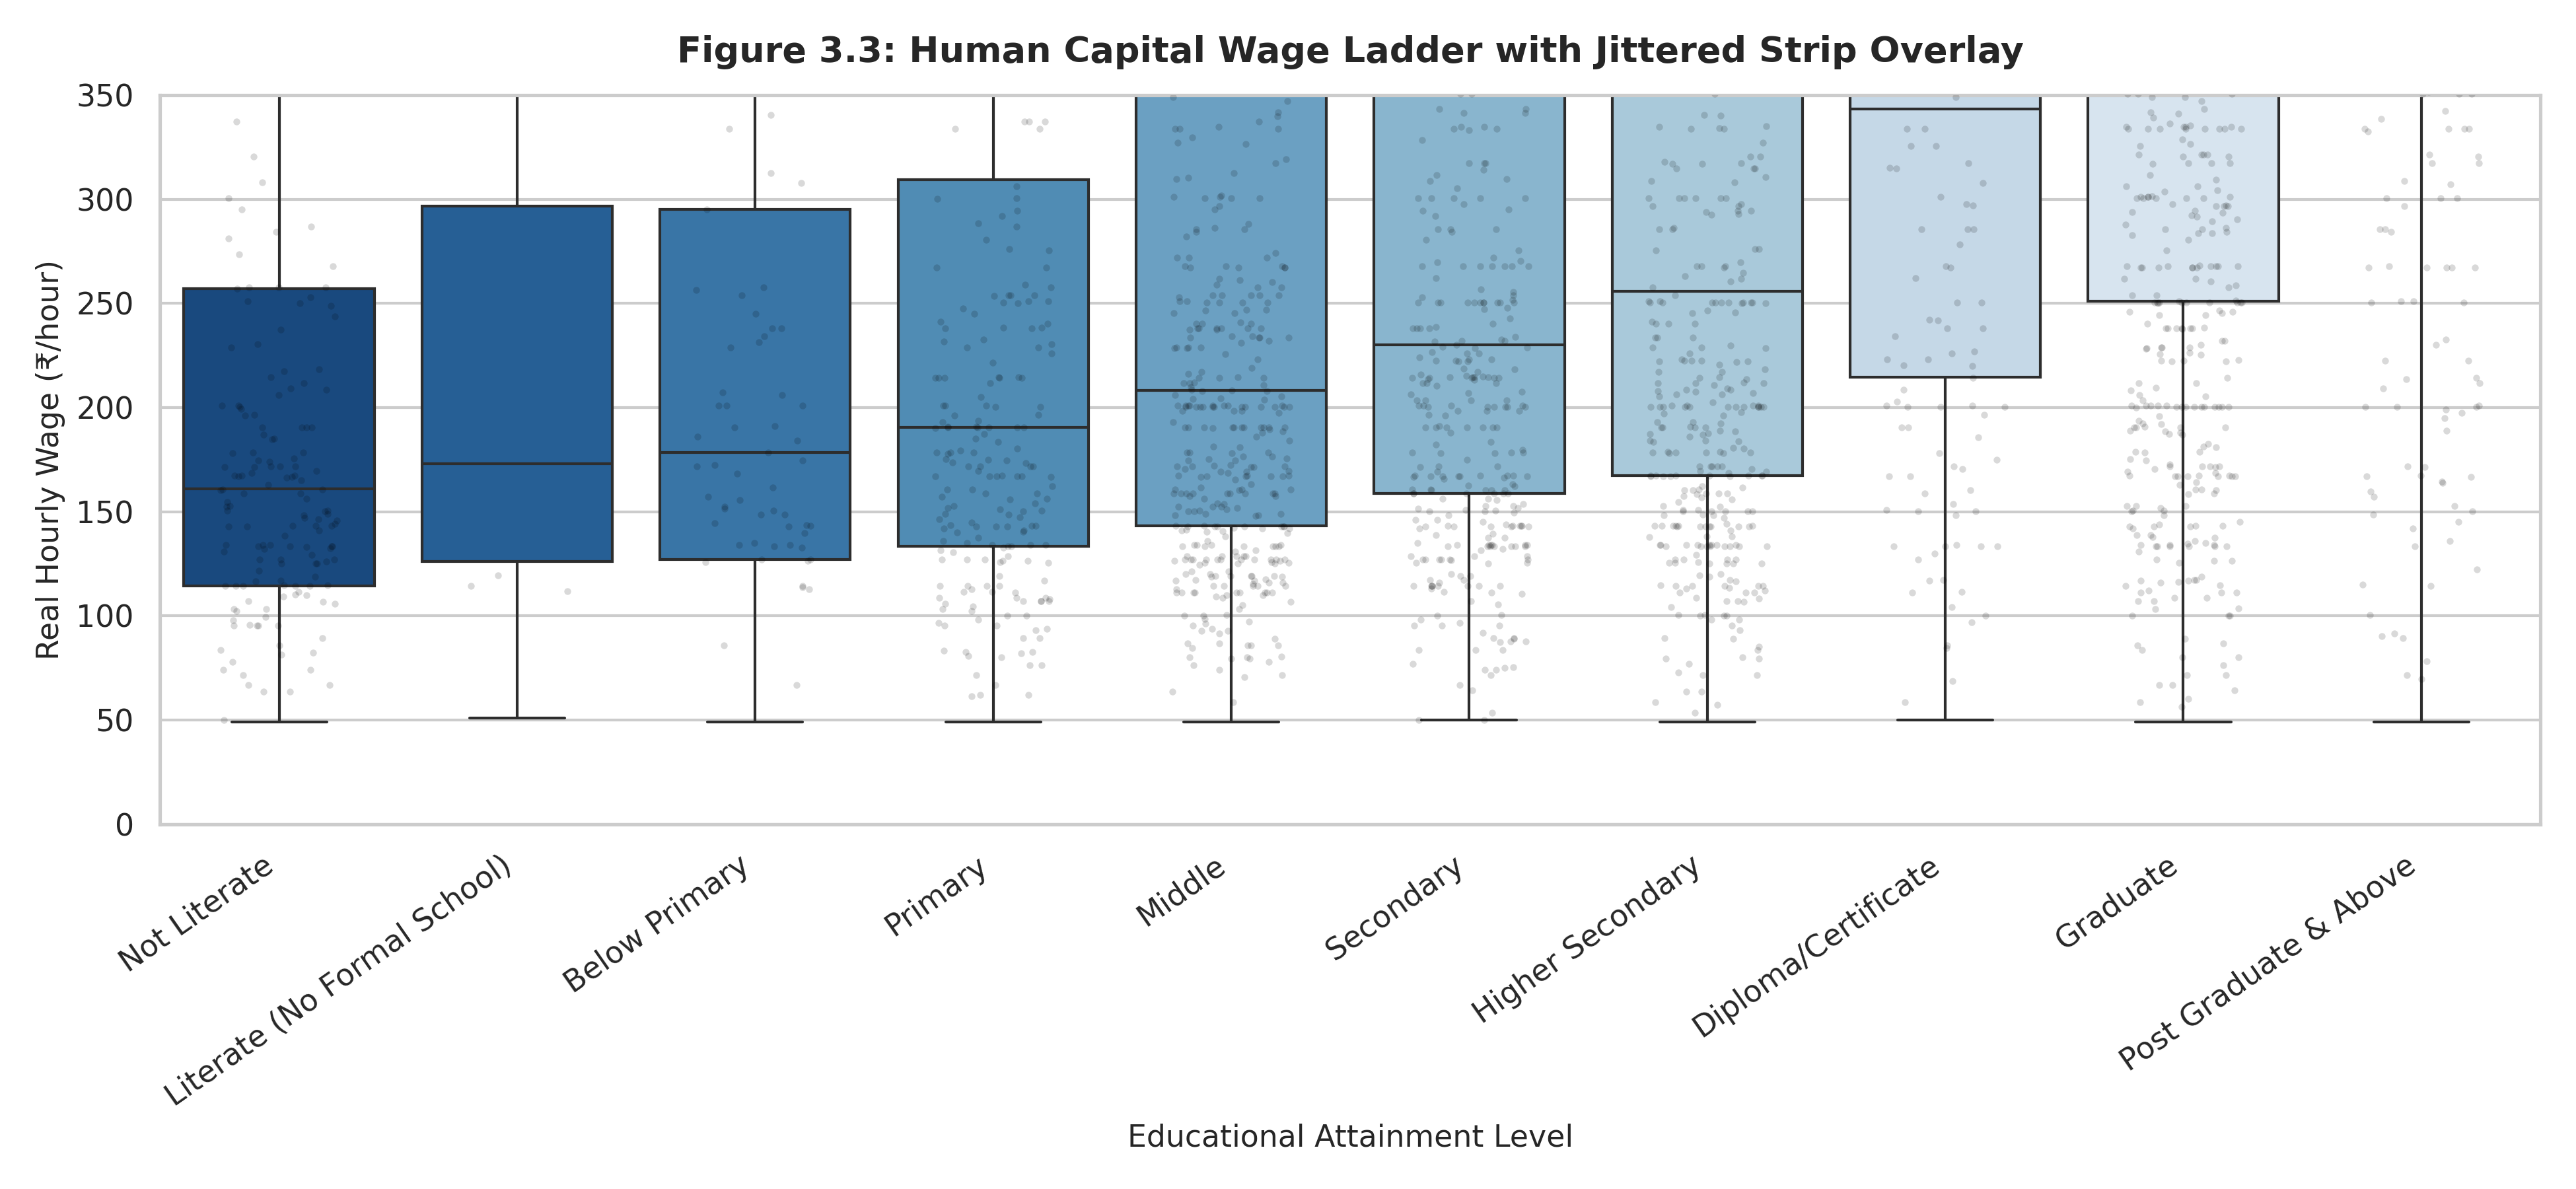 Figure 3.3: Human Capital Wage Ladder with Jittered Strip Overlay
Real Hourly Wage (₹/hour)
350
300
250
200
150
100
50
0
Not Literate
Literate (No Formal School)
Below Primary
Primary
Middle
Secondary
Higher Secondary
Diploma/Certificate
Graduate
Post Graduate & Above
Educational Attainment Level